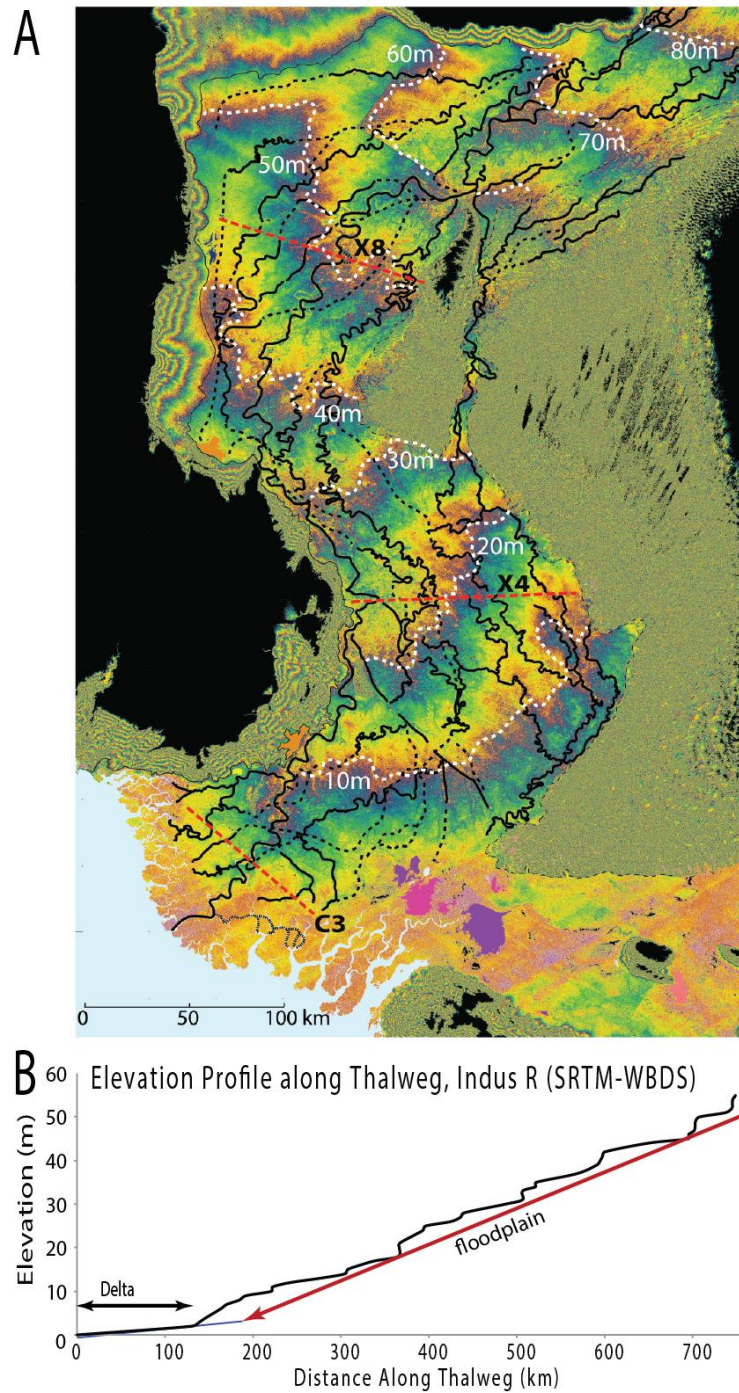 A
60m
80m
70m
50m
X8
40m
30m
20m
X4
10m
C3
0 50 100 km
B
Elevation Profile along Thalweg, Indus R (SRTM-WBDS)
60
50
40
30
20
10
0
Elevation (m)
Delta
floodplain
0 100 200 300 400 500 600 700
Distance Along Thalweg (km)